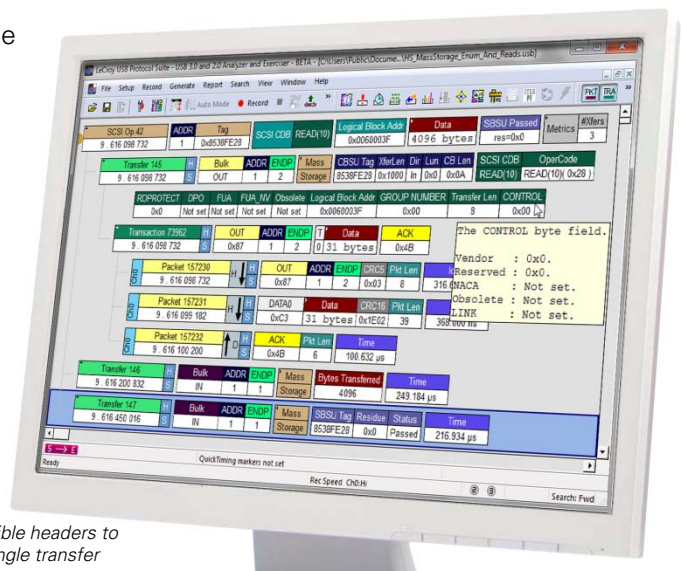 e
LeCroy USB Protocol Suite - USB 3.0 and 2.0 Analyzer and Exerciser - BETA - [C:\Users\Public\Docume...\HS_MassStorage_Enum_And_Reads.usb]
File Setup Record Generate Report Search View Window Help
Auto Mode Record PKT TRA
SCSI Op 42 ADDR Tag SCSI CDB READ(10) Logical Block Addr Data SBSU Passed Metrics #Xfers
9 . 616 098 732 1 0x8538FE28 0x0060003F 4096 bytes res=0x0 3
Transfer 145 H Bulk ADDR ENDP Mass CBSU Tag XferLen Dir Lun CB Len SCSI CDB OperCode
9 . 616 098 732 S OUT 1 2 Storage 8538FE28 0x1000 In 0x0 0x0A READ(10) READ(10)( 0x28 )
RDPROTECT DPO FUA FUA_NV Obsolete Logical Block Addr GROUP NUMBER Transfer Len CONTROL
0x0 Not set Not set Not set Not set 0x0060003F 0x00 8 0x00
Transaction 73962 H OUT ADDR ENDP T Data ACK
9 . 616 098 732 S 0x87 1 2 0 31 bytes 0x4B
The CONTROL byte field.
Vendor : 0x0.
Reserved : 0x0.
NACA : Not set.
Obsolete : Not set.
LINK : Not set.
Ch0 Packet 157230 H H OUT ADDR ENDP CRC5 Pkt Len
9 . 616 098 732 S 0x87 1 2 0x03 8 316.6
Ch0 Packet 157231 H H DATA0 Data CRC16 Pkt Len
9 . 616 099 182 S 0xC3 31 bytes 0x1E02 39 368.000 ns
Ch0 Packet 157232 D H ACK Pkt Len Time
9 . 616 100 200 S 0x4B 6 100.632 µs
Transfer 146 H Bulk ADDR ENDP Mass Bytes Transferred Time
9 . 616 200 832 S IN 1 1 Storage 4096 249.184 µs
Transfer 147 H Bulk ADDR ENDP Mass SBSU Tag Residue Status Time
9 . 616 450 016 S IN 1 1 Storage 8538FE28 0x0 Passed 216.934 µs
S → E
Ready QuickTiming markers not set Rec Speed Ch0:Hi Search: Fwd
ible headers to
ngle transfer